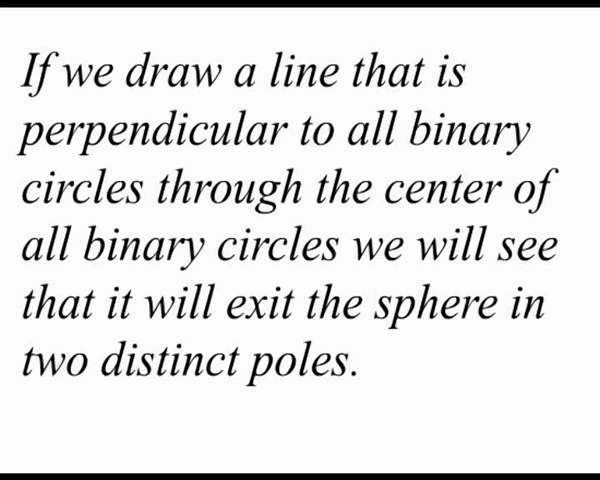 If we draw a line that is
perpendicular to all binary
circles through the center of
all binary circles we will see
that it will exit the sphere in
two distinct poles.